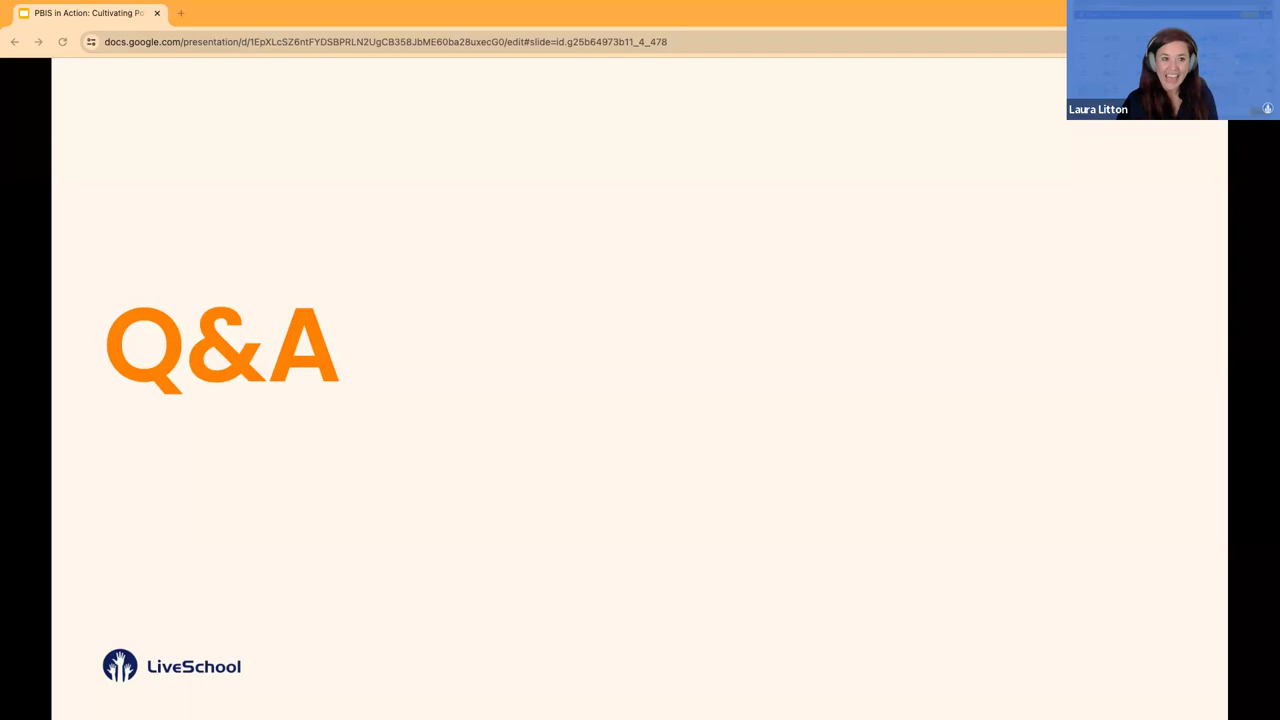 PBIS in Action: Cultivating Po
docs.google.com/presentation/d/1EpXLcSZ6ntFYDSBPRLN2UgCB358JbME60ba28uxecG0/edit#slide=id.g25b64973b11_4_478
Laura Litton
Q&A
LiveSchool